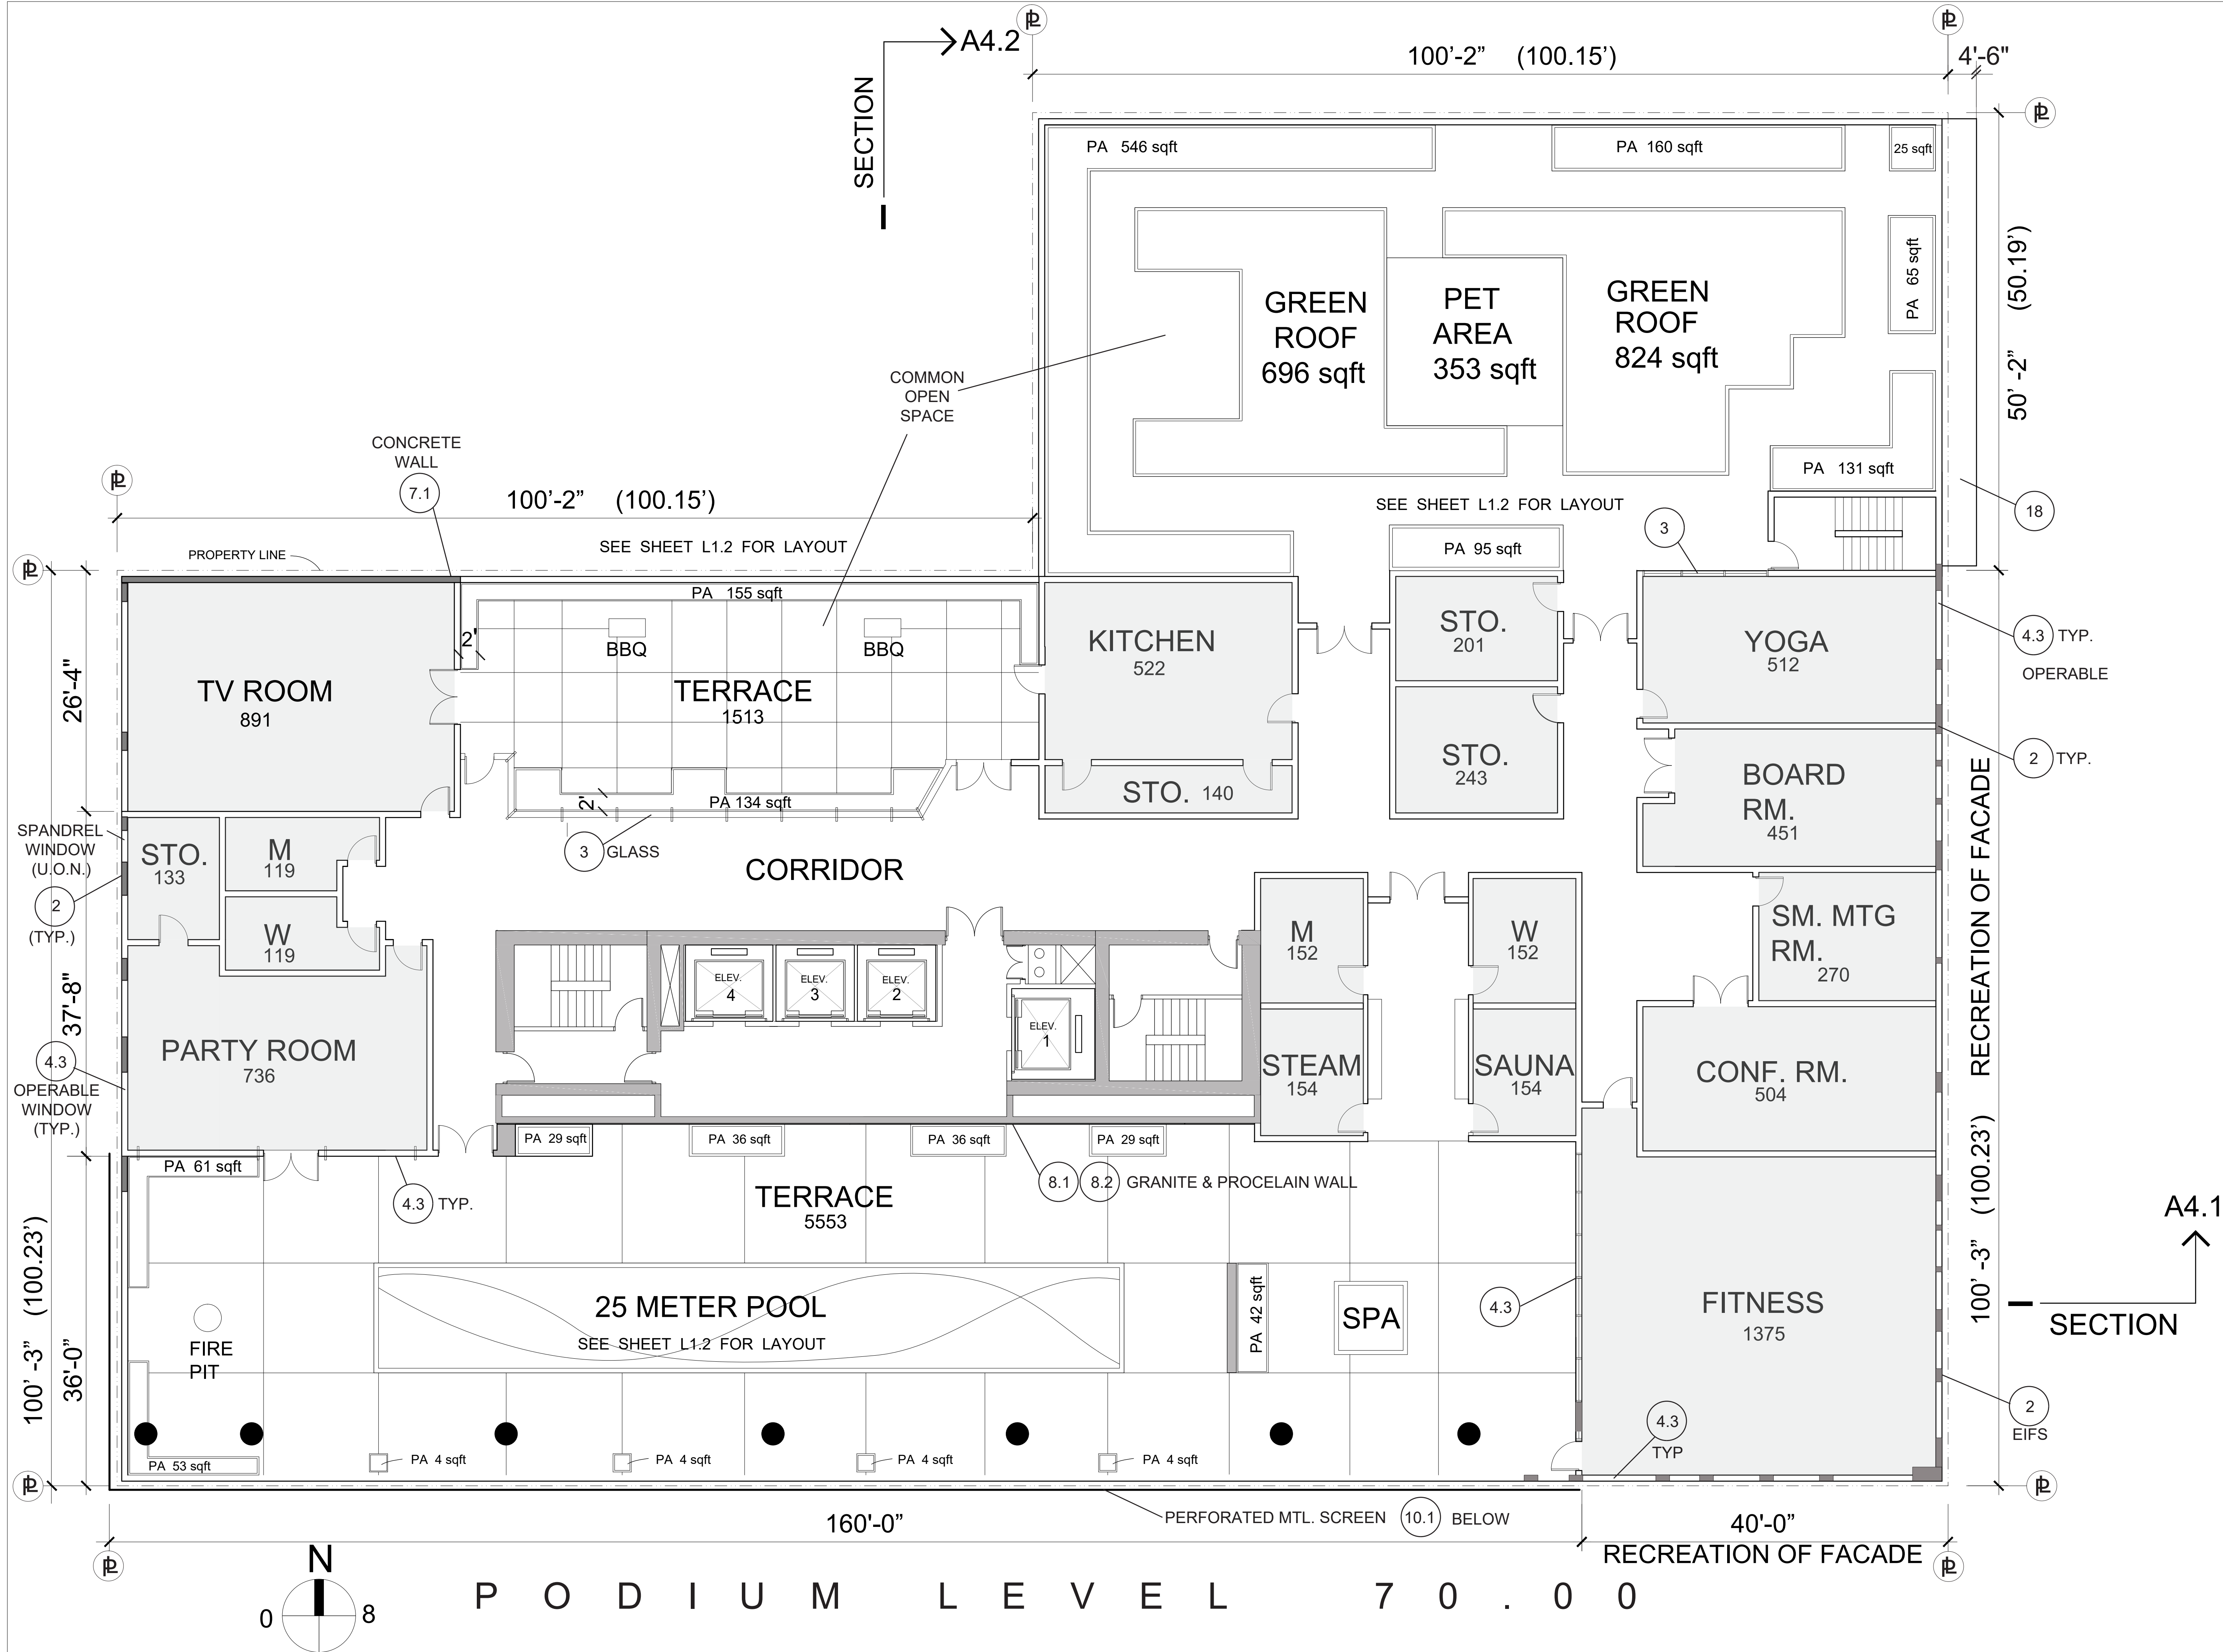 A4.2
SECTION
PL
PL
100'-2” (100.15’)
4'-6"
PL
PA 546 sqft
PA 160 sqft
25 sqft
PA 65 sqft
GREEN
ROOF
696 sqft
PET
AREA
353 sqft
GREEN
ROOF
824 sqft
50’ -2” (50.19’)
COMMON
OPEN
SPACE
PA 131 sqft
SEE SHEET L1.2 FOR LAYOUT
18
3
PA 95 sqft
CONCRETE
WALL
7.1
PL
100’-2” (100.15’)
PROPERTY LINE
SEE SHEET L1.2 FOR LAYOUT
PL
26'-4"
TV ROOM
891
2'
PA 155 sqft
BBQ
BBQ
TERRACE
1513
2'
PA 134 sqft
3
GLASS
KITCHEN
522
STO. 140
STO.
201
STO.
243
YOGA
512
4.3
TYP.
OPERABLE
2
TYP.
BOARD
RM.
451
SPANDREL
WINDOW
(U.O.N.)
2
(TYP.)
STO.
133
M
119
W
119
CORRIDOR
37'-8"
PARTY ROOM
736
4.3
OPERABLE
WINDOW
(TYP.)
ELEV.
4
ELEV.
3
ELEV.
2
ELEV.
1
M
152
W
152
STEAM
154
SAUNA
154
SM. MTG
RM.
270
CONF. RM.
504
RECREATION OF FACADE
100’ -3” (100.23’)
PA 29 sqft
PA 36 sqft
PA 36 sqft
PA 29 sqft
PA 61 sqft
4.3
TYP.
8.1
8.2
GRANITE & PROCELAIN WALL
TERRACE
5553
100’ -3” (100.23’)
36'-0”
FIRE
PIT
25 METER POOL
SEE SHEET L1.2 FOR LAYOUT
PA 42 sqft
SPA
4.3
FITNESS
1375
A4.1
SECTION
4.3
TYP
2
EIFS
PA 53 sqft
PA 4 sqft
PA 4 sqft
PA 4 sqft
PA 4 sqft
PL
PL
PERFORATED MTL. SCREEN
10.1
BELOW
160'-0”
40'-0”
PL
PL
RECREATION OF FACADE
N
0
8
PODIUM LEVEL 70.00